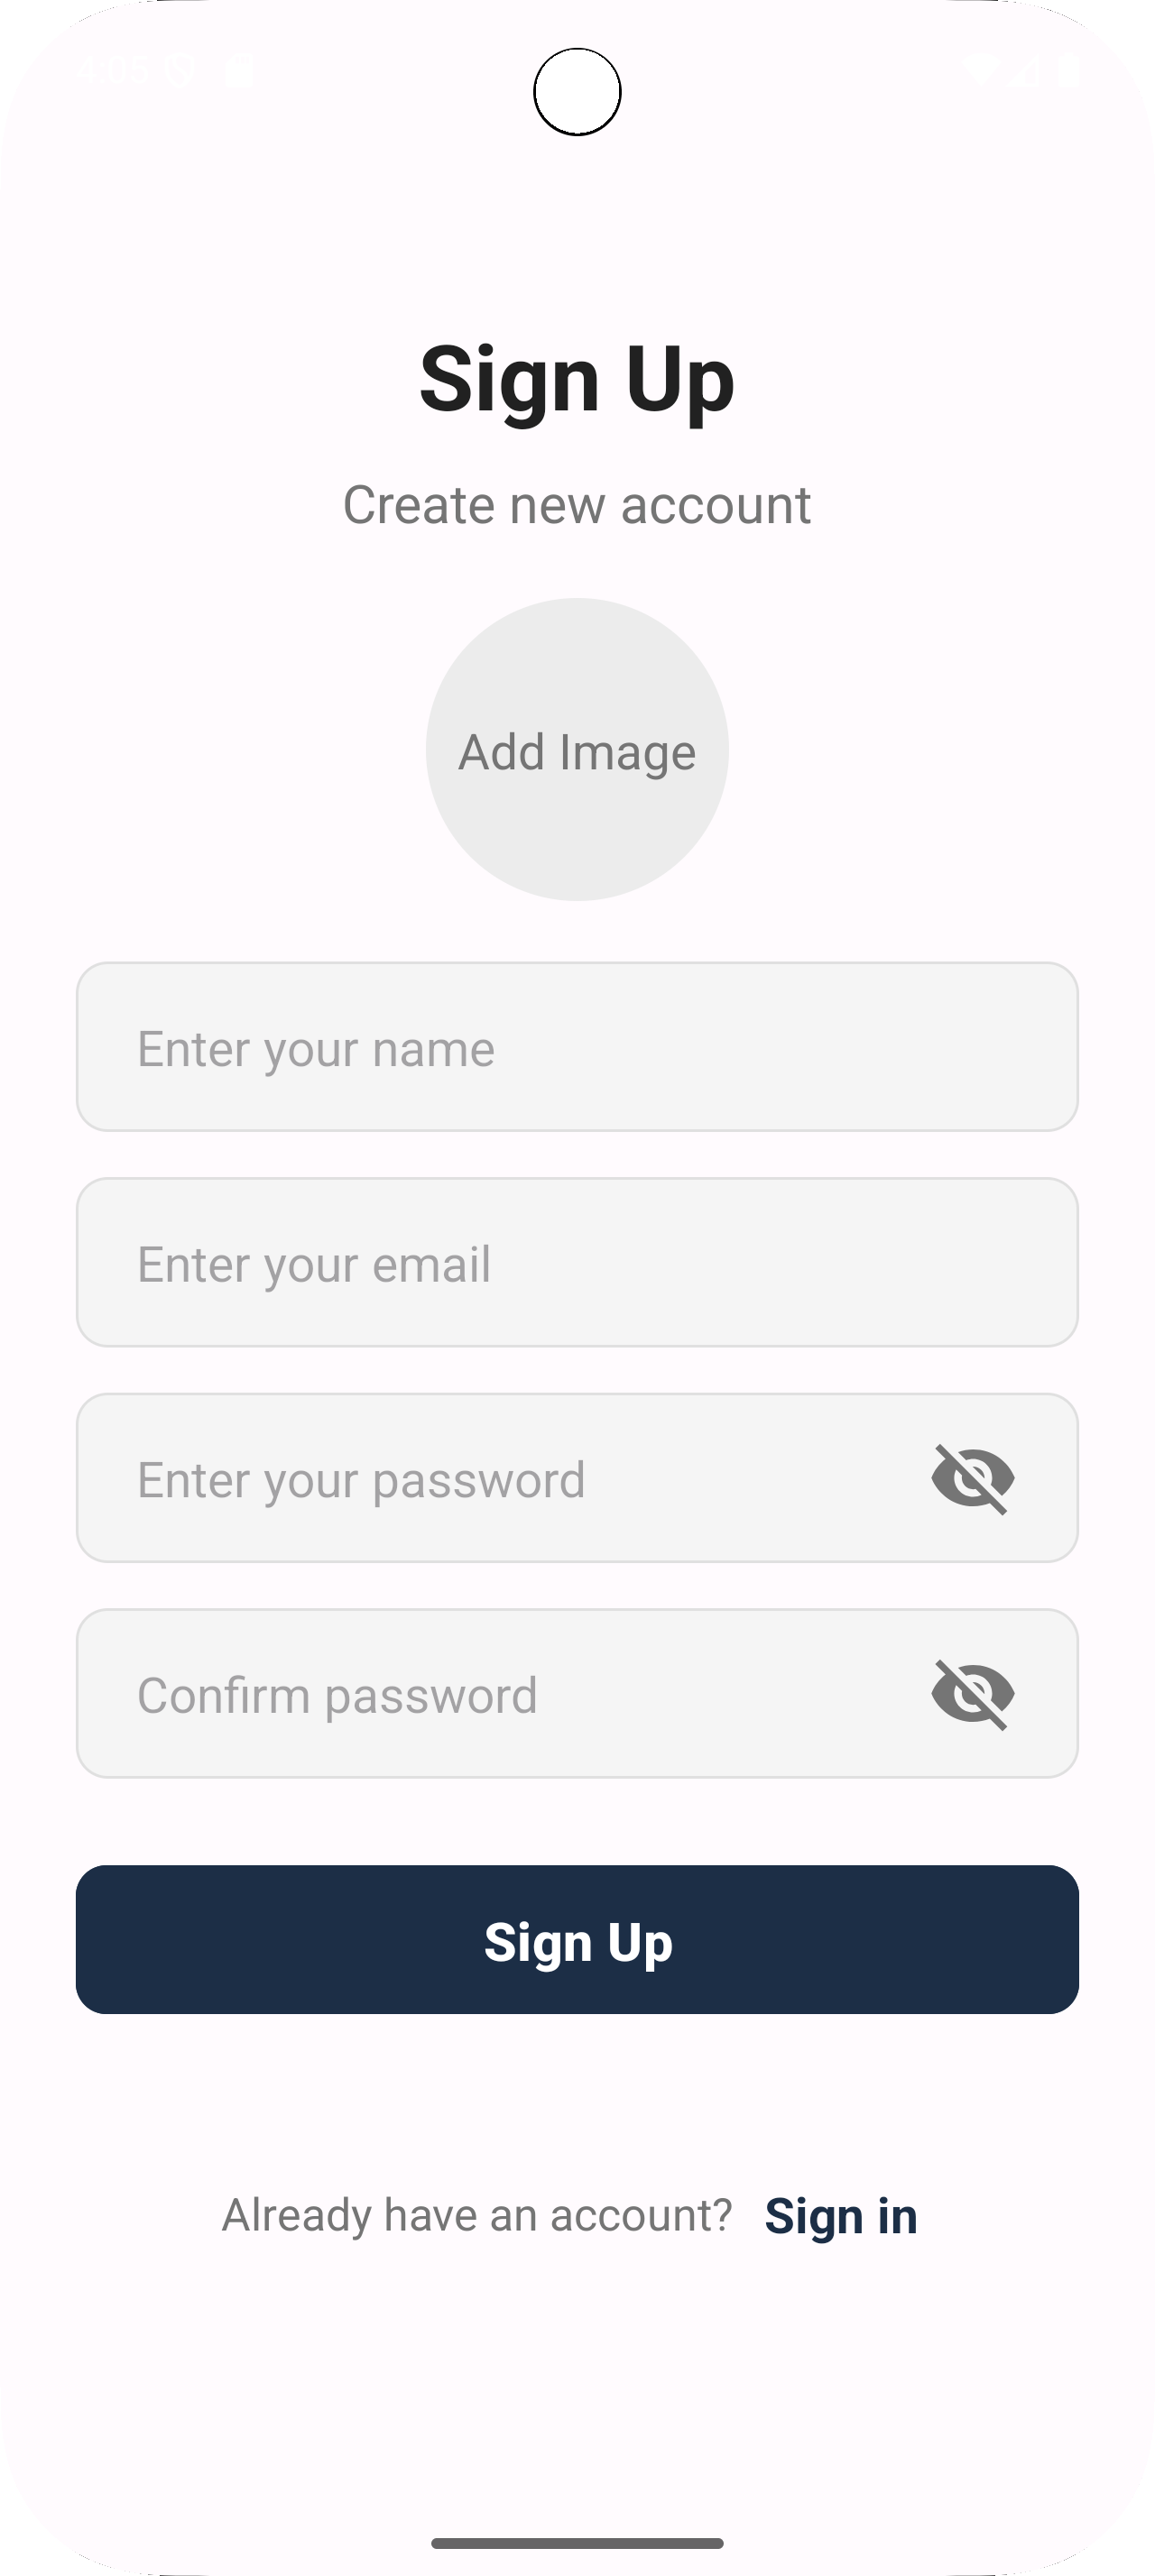 Sign Up
Create new account
Add Image
Enter your name
Enter your email
Enter your password
Confirm password
Sign Up
Already have an account? Sign in